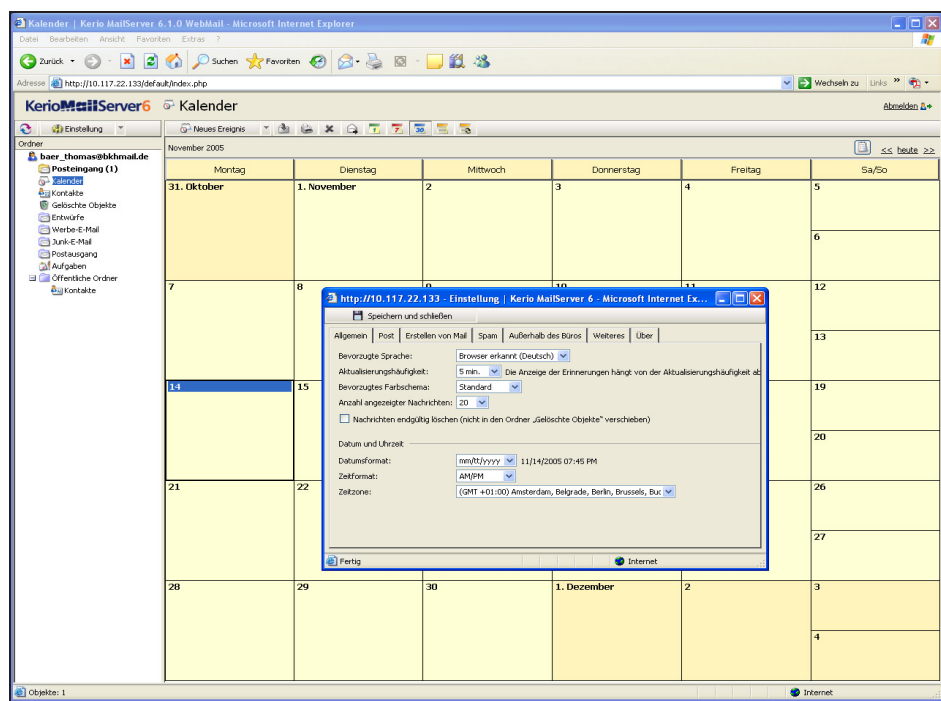 Kalender | Kerio MailServer 6.1.0 WebMail - Microsoft Internet Explorer
Datei Bearbeiten Ansicht Favoriten Extras ?
Zurück Suchen Favoriten
Adresse http://10.117.22.133/default/index.php Wechseln zu Links »
KerioMailServer6 Kalender Abmelden
Einstellung Neues Ereignis
Ordner November 2005 << heute >>
baer_thomas@bkhmail.de
Posteingang (1)
Kalender
Kontakte
Gelöschte Objekte
Entwürfe
Werbe-E-Mail
Junk-E-Mail
Postausgang
Aufgaben
Öffentliche Ordner
Kontakte
Montag Dienstag Mittwoch Donnerstag Freitag Sa/So
31. Oktober 1. November 2 3 4 5
6
7 8 9 10 11 12
13
14 15 19
20
21 22 26
27
28 29 30 1. Dezember 2 3
4
http://10.117.22.133 - Einstellung | Kerio MailServer 6 - Microsoft Internet Ex...
Speichern und schließen
Allgemein Post Erstellen von Mail Spam Außerhalb des Büros Weiteres Über
Bevorzugte Sprache: Browser erkannt (Deutsch)
Aktualisierungshäufigkeit: 5 min. Die Anzeige der Erinnerungen hängt von der Aktualisierungshäufigkeit ab
Bevorzugtes Farbschema: Standard
Anzahl angezeigter Nachrichten: 20
Nachrichten endgültig löschen (nicht in den Ordner „Gelöschte Objekte" verschieben)
Datum und Uhrzeit
Datumsformat: mm/tt/yyyy 11/14/2005 07:45 PM
Zeitformat: AM/PM
Zeitzone: (GMT +01:00) Amsterdam, Belgrade, Berlin, Brussels, Buc
Fertig Internet
Objekte: 1 Internet